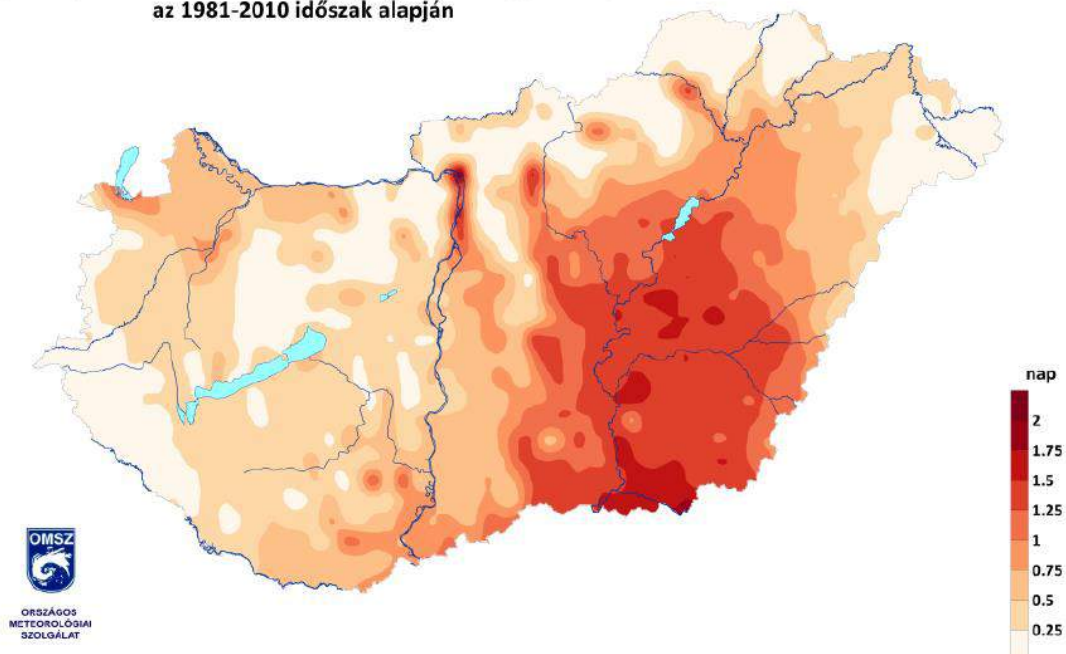 az 1981-2010 időszak alapján
nap
2
1.75
1.5
1.25
1
0.75
0.5
0.25
OMSZ
ORSZÁGOS
METEOROLÓGIAI
SZOLGÁLAT